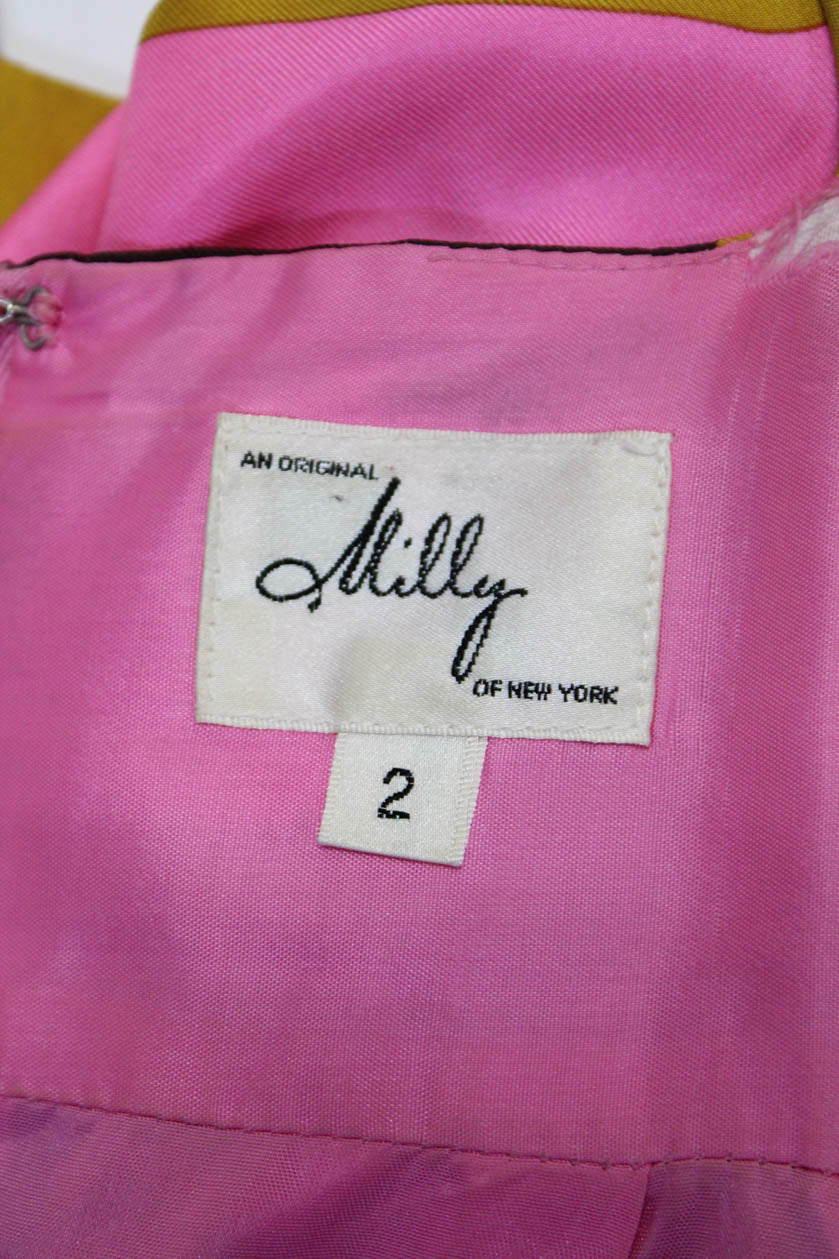 AN ORIGINAL
Milly
OF NEW YORK
2